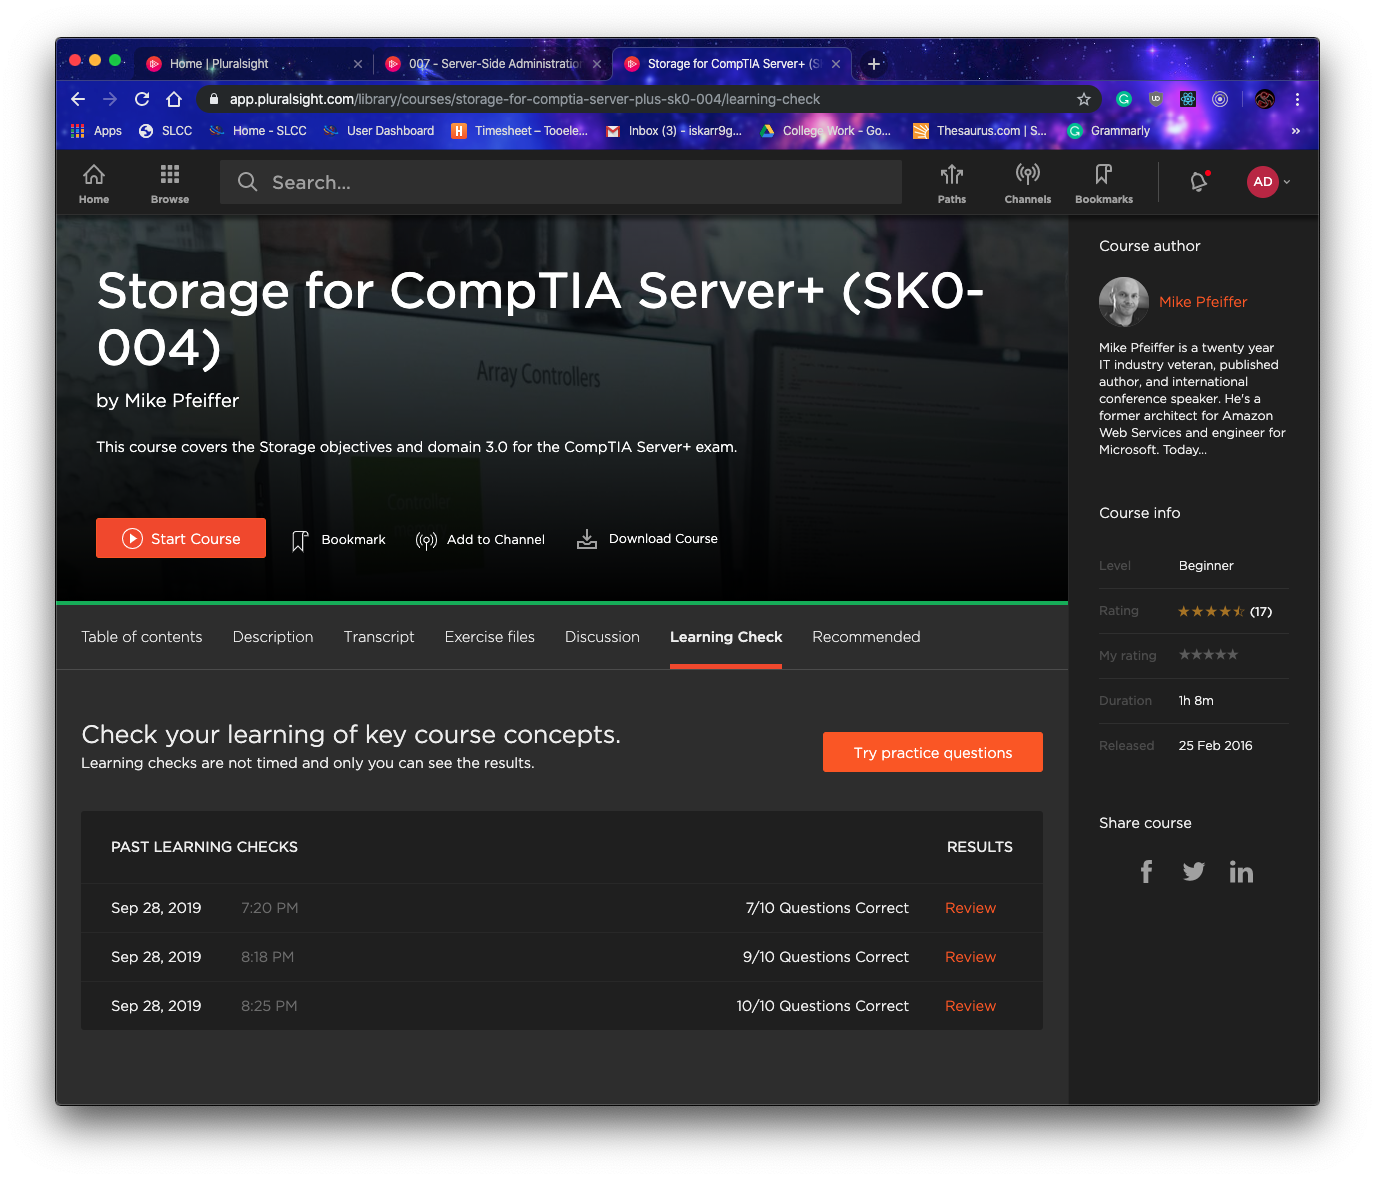 Home | Pluralsight
007 - Server-Side Administration
Storage for CompTIA Server+ (S
app.pluralsight.com/library/courses/storage-for-comptia-server-plus-sk0-004/learning-check
Apps
SLCC
Home - SLCC
User Dashboard
Timesheet – Tooele...
Inbox (3) - iskarr9g...
College Work - Go...
Thesaurus.com | S...
Grammarly
»
Home
Browse
Search...
Paths
Channels
Bookmarks
AD
Storage for CompTIA Server+ (SK0-
004)
by Mike Pfeiffer
Array Controllers
This course covers the Storage objectives and domain 3.0 for the CompTIA Server+ exam.
Controller
Start Course
Bookmark
Add to Channel
Download Course
Table of contents
Description
Transcript
Exercise files
Discussion
Learning Check
Recommended
Check your learning of key course concepts.
Learning checks are not timed and only you can see the results.
Try practice questions
PAST LEARNING CHECKS RESULTS
Sep 28, 2019 7:20 PM 7/10 Questions Correct Review
Sep 28, 2019 8:18 PM 9/10 Questions Correct Review
Sep 28, 2019 8:25 PM 10/10 Questions Correct Review
Course author
Mike Pfeiffer
Mike Pfeiffer is a twenty year
IT industry veteran, published
author, and international
conference speaker. He's a
former architect for Amazon
Web Services and engineer for
Microsoft. Today...
Course info
Level Beginner
Rating (17)
My rating
Duration 1h 8m
Released 25 Feb 2016
Share course